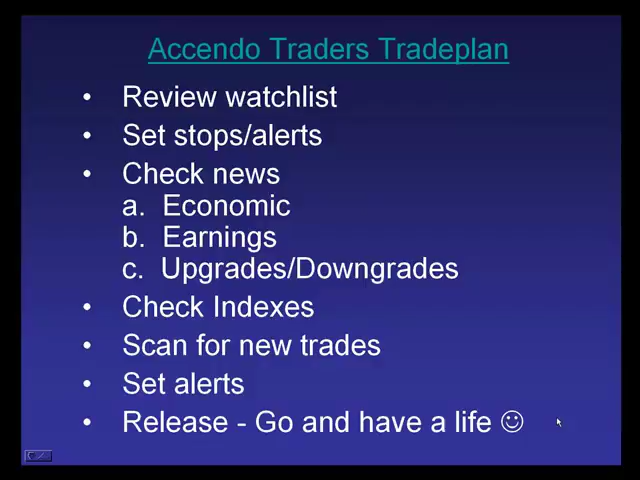 Accendo Traders Tradeplan
• Review watchlist
• Set stops/alerts
• Check news
a. Economic
b. Earnings
c. Upgrades/Downgrades
• Check Indexes
• Scan for new trades
• Set alerts
• Release - Go and have a life ☺